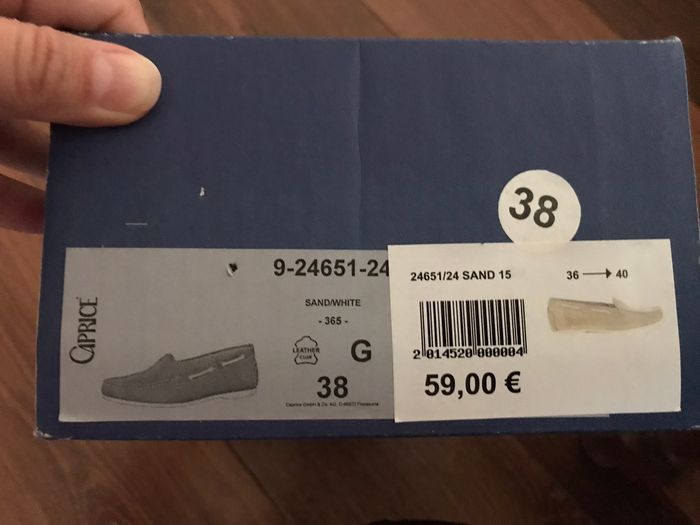 38
CAPRICE
9-24651-24
SAND/WHITE
- 365 -
LEATHER
CLUB
G
38
24651/24 SAND 15
36 → 40
2 014520 000004
59,00 €